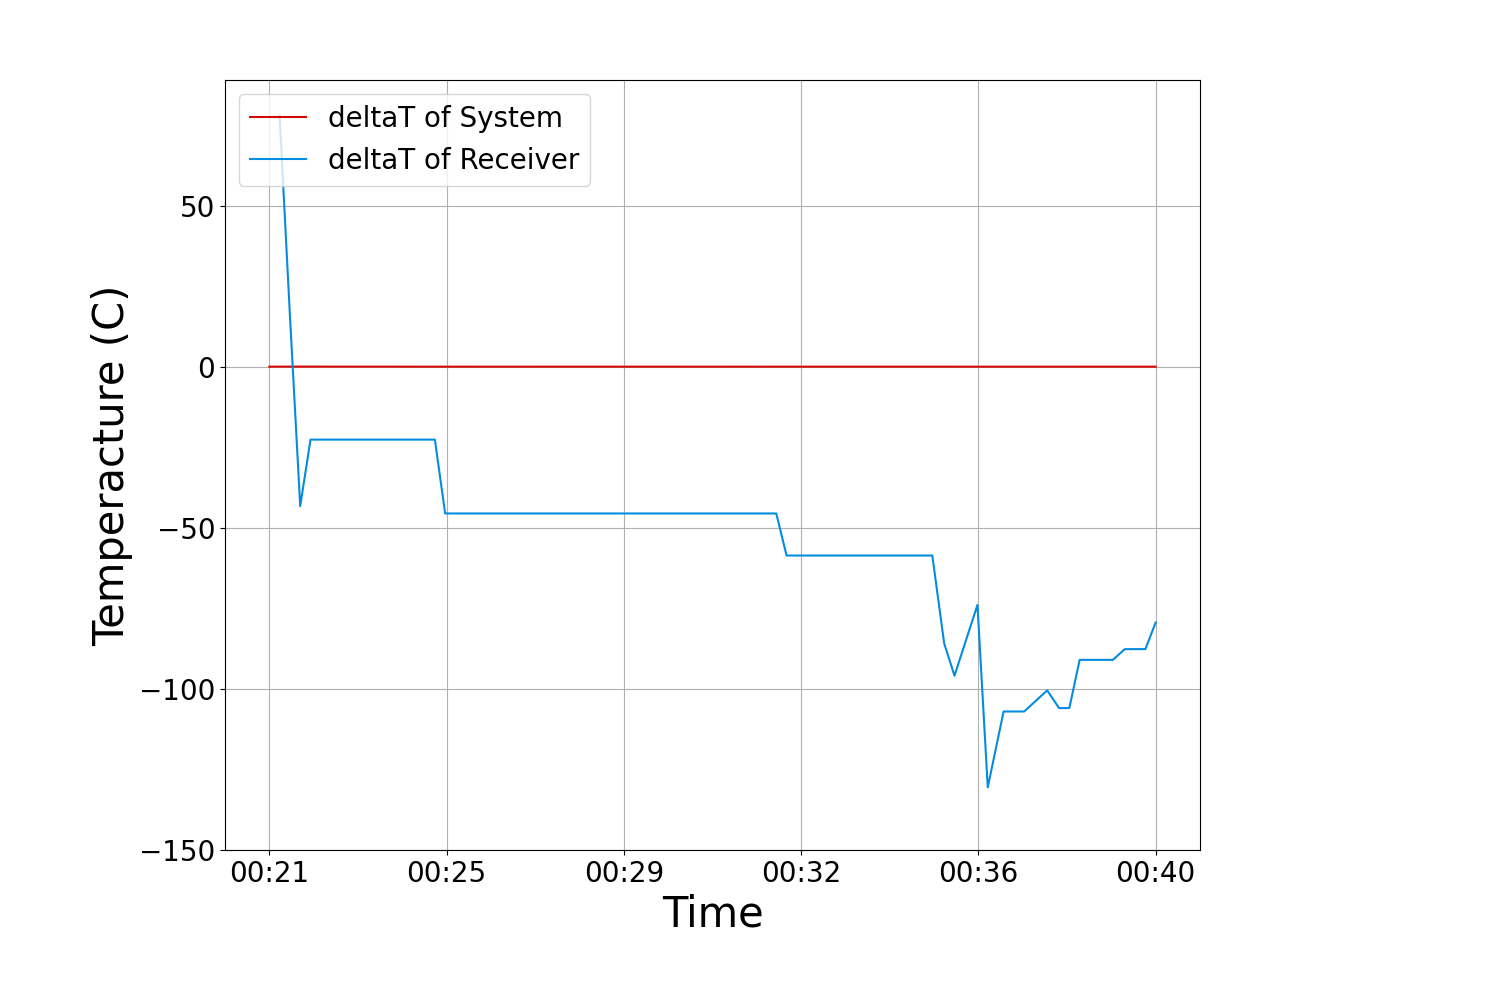 deltaT of System
deltaT of Receiver
50
0
−50
−100
−150
Temperacture (C)
00:21 00:25 00:29 00:32 00:36 00:40
Time